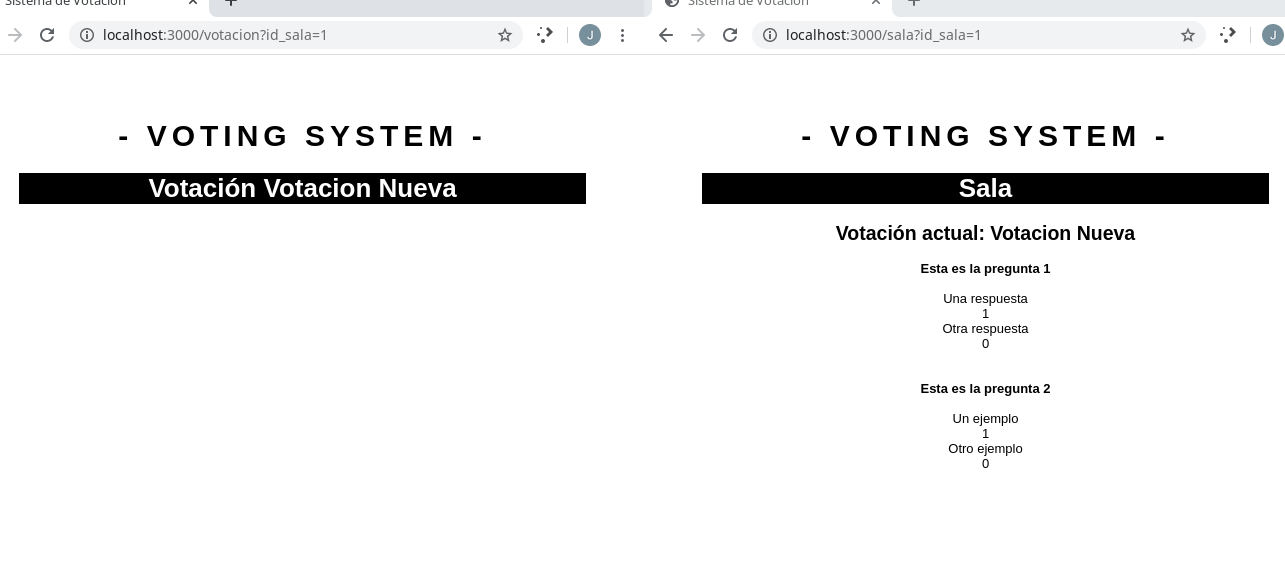 Sistema de Votación
localhost:3000/votacion?id_sala=1
J
- VOTING SYSTEM -
Votación Votacion Nueva
Sistema de Votación
localhost:3000/sala?id_sala=1
J
- VOTING SYSTEM -
Sala
Votación actual: Votacion Nueva
Esta es la pregunta 1
Una respuesta
1
Otra respuesta
0
Esta es la pregunta 2
Un ejemplo
1
Otro ejemplo
0